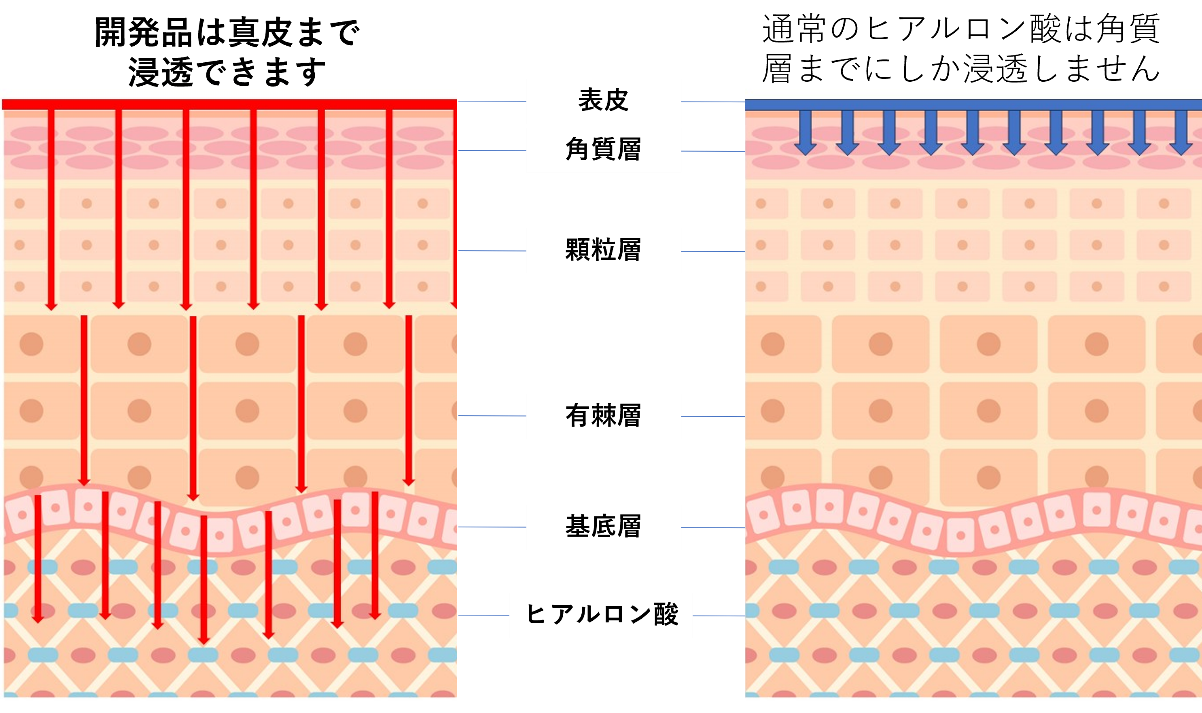 開発品は真皮まで
浸透できます
通常のヒアルロン酸は角質
層までにしか浸透しません
表皮
角質層
顆粒層
有棘層
基底層
ヒアルロン酸